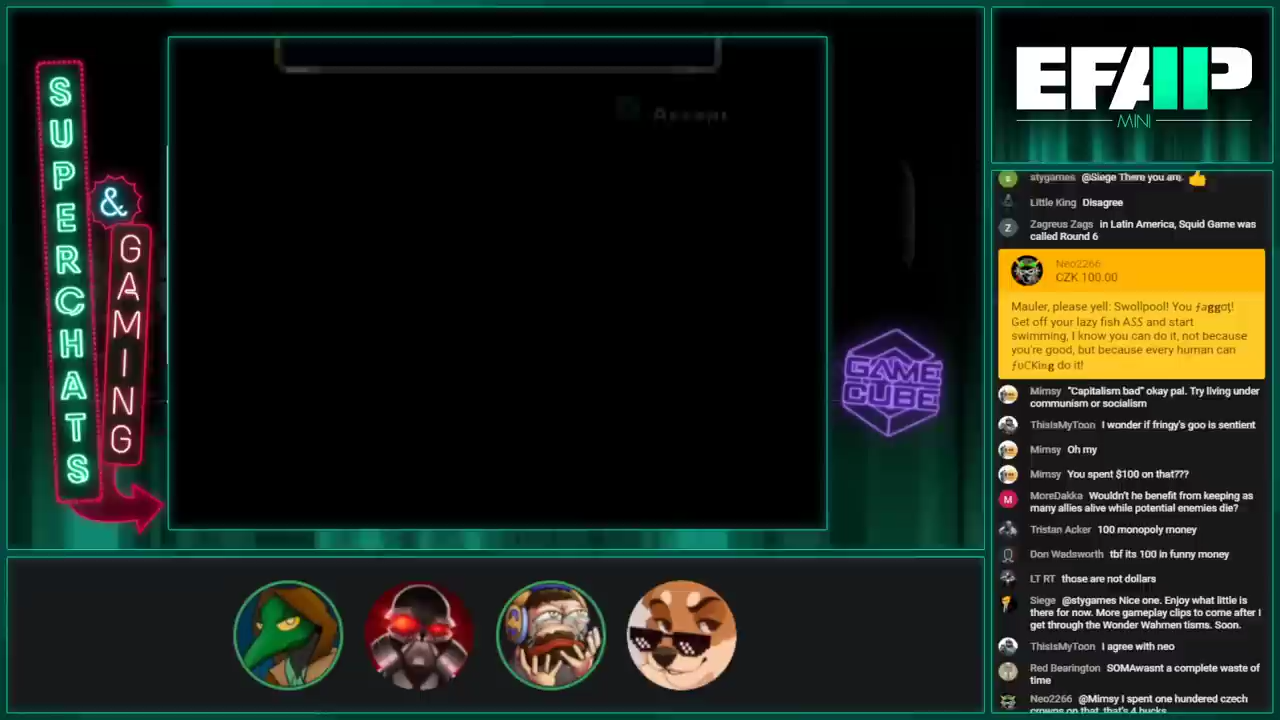 SUPERCHATS
&
GAMING
Accept
GAME
CUBE
EFAP
MINI
stygames @Siege There you are. 👍
Little King Disagree
Z
Zagreus Zags in Latin America, Squid Game was
called Round 6
Neo2266
CZK 100.00
Mauler, please yell: Swollpool! You ƒaggoţ!
Get off your lazy fish ASS and start
swimming, I know you can do it, not because
you're good, but because every human can
ƒuCKing do it!
Mimsy "Capitalism bad" okay pal. Try living under
communism or socialism
ThisIsMyToon I wonder if fringy's goo is sentient
Mimsy Oh my
Mimsy You spent $100 on that???
M
MoreDakka Wouldn't he benefit from keeping as
many allies alive while potential enemies die?
Tristan Acker 100 monopoly money
Don Wadsworth tbf its 100 in funny money
LT RT those are not dollars
Siege @stygames Nice one. Enjoy what little is
there for now. More gameplay clips to come after I
get through the Wonder Wahmen tisms. Soon.
ThisIsMyToon I agree with neo
Red Bearington SOMAwasnt a complete waste of
time
Neo2266 @Mimsy I spent one hundered czech
crowns on that, that's 4 bucks